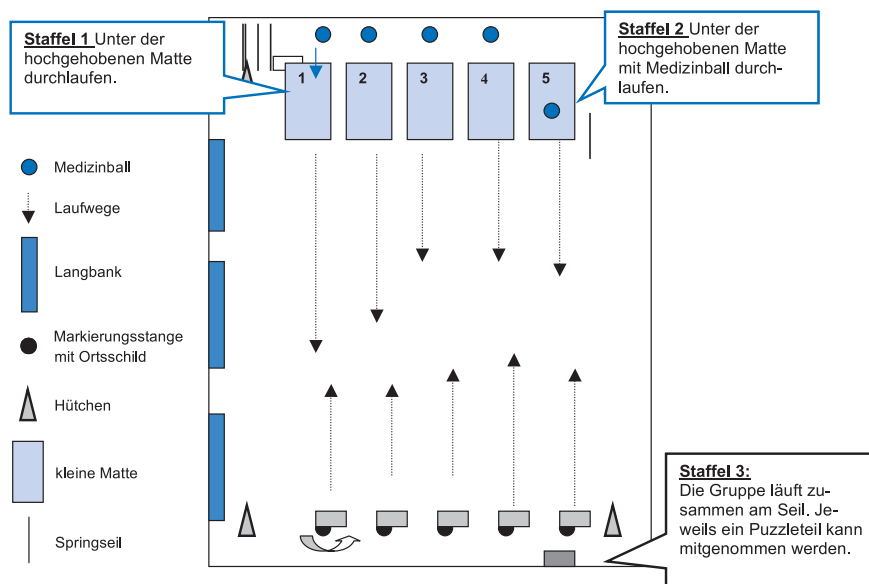 Staffel 1 Unter der
hochgehobenen Matte
durchlaufen.
Staffel 2 Unter der
hochgehobenen Matte
mit Medizinball durch-
laufen.
1
2
3
4
5
Medizinball
Laufwege
Langbank
Markierungsstange
mit Ortsschild
Hütchen
kleine Matte
Springseil
Staffel 3:
Die Gruppe läuft zu-
sammen am Seil. Je-
weils ein Puzzleteil kann
mitgenommen werden.